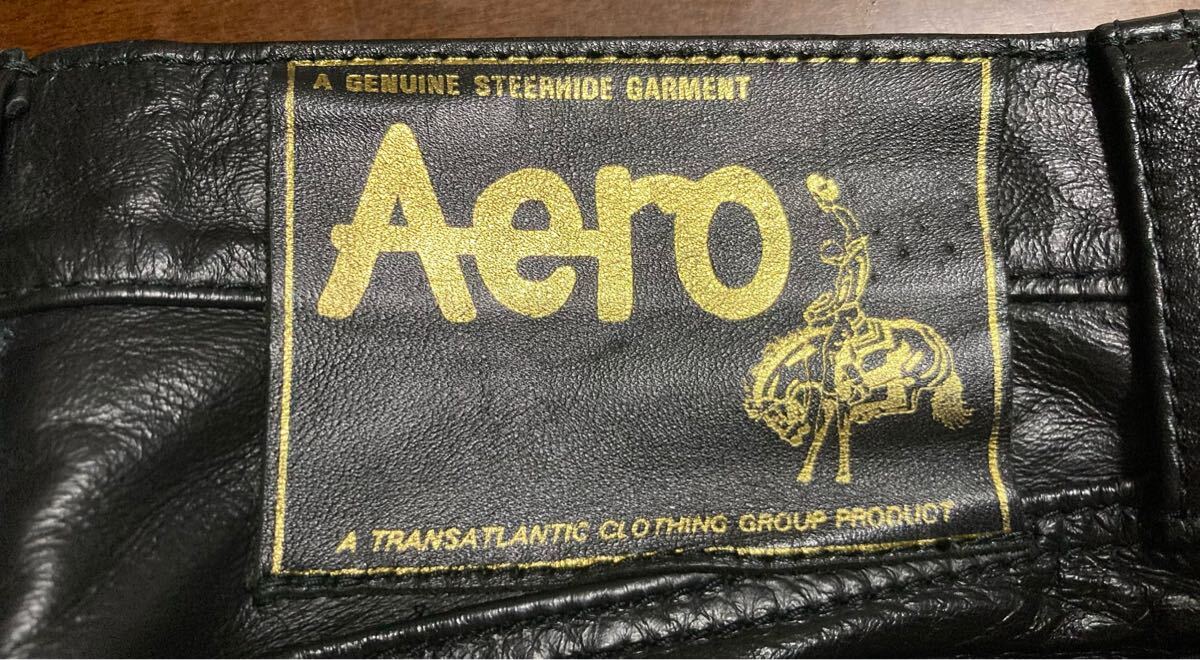 A GENUINE STEERHIDE GARMENT
Aero
A TRANSATLANTIC CLOTHING GROUP PRODUCT